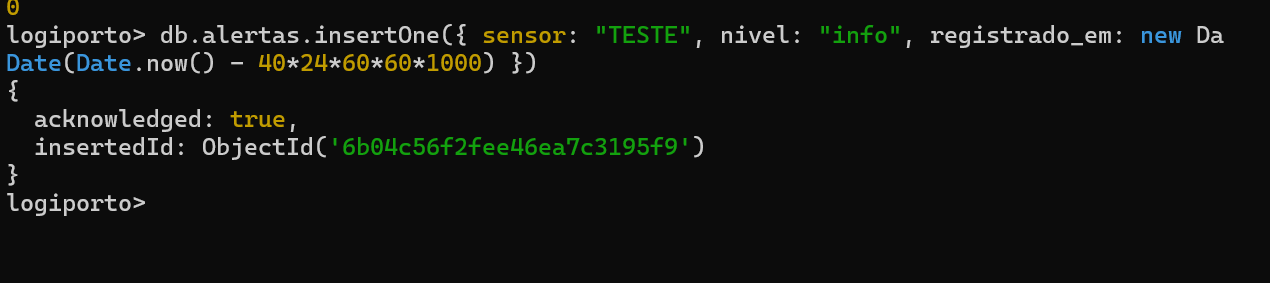 0
logiporto> db.alertas.insertOne({ sensor: "TESTE", nivel: "info", registrado_em: new Da
Date(Date.now() - 40*24*60*60*1000) })
{
  acknowledged: true,
  insertedId: ObjectId('6b04c56f2fee46ea7c3195f9')
}
logiporto>